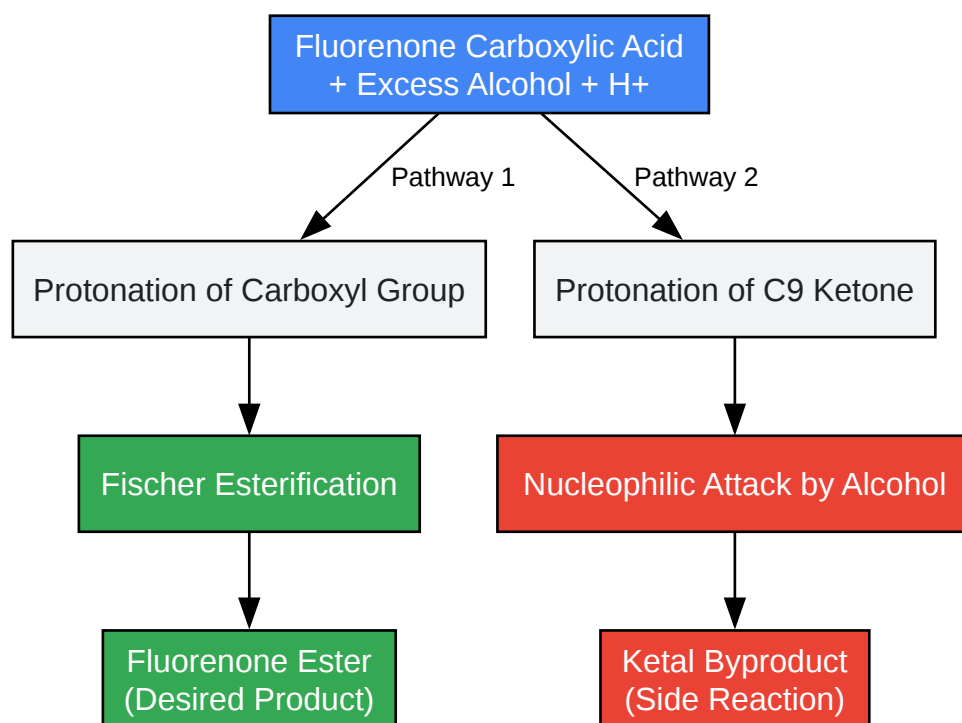 Fluorenone Carboxylic Acid
+ Excess Alcohol + H+
Pathway 1
Pathway 2
Protonation of Carboxyl Group
Protonation of C9 Ketone
Fischer Esterification
Nucleophilic Attack by Alcohol
Fluorenone Ester
(Desired Product)
Ketal Byproduct
(Side Reaction)